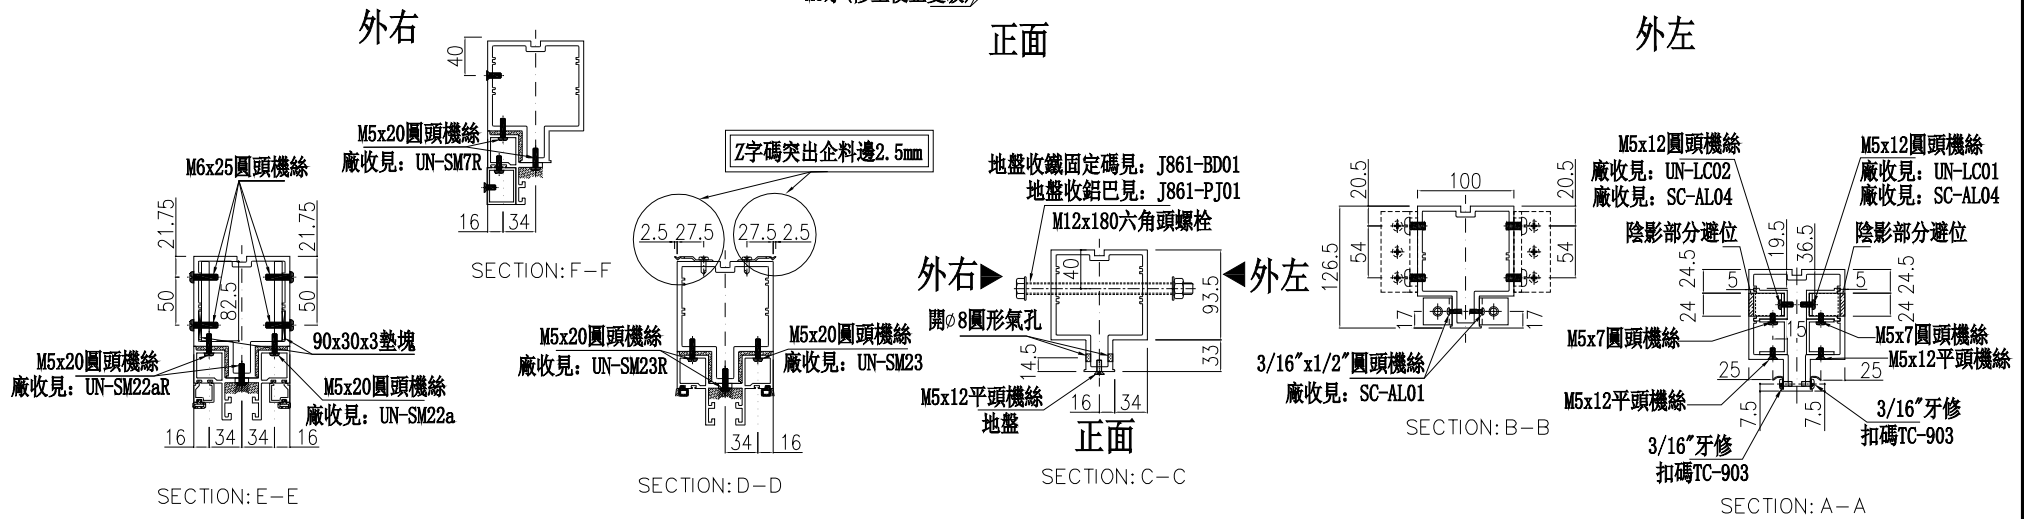 外右
正面
外左
40
M5x20圓頭機絲
廠收見: UN-SM7R
16
34
SECTION: F-F
M6x25圓頭機絲
21.75
21.75
50
82.5
50
90x30x3墊塊
M5x20圓頭機絲
廠收見: UN-SM22aR
M5x20圓頭機絲
廠收見: UN-SM22a
16
34
34
16
SECTION: E-E
Z字碼突出企料邊2.5mm
2.5
27.5
27.5
2.5
M5x20圓頭機絲
廠收見: UN-SM23R
M5x20圓頭機絲
廠收見: UN-SM23
34
16
SECTION: D-D
地盤收鐵固定碼見: J861-BD01
地盤收鋁巴見: J861-PJ01
M12x180六角頭螺栓
40
外右
外左
93.5
開ø8圓形氣孔
14.5
33
M5x12平頭機絲
地盤
16
34
正面
SECTION: C-C
20.5
100
20.5
54
54
126.5
17
17
3/16"x1/2"圓頭機絲
廠收見: SC-AL01
SECTION: B-B
M5x12圓頭機絲
廠收見: UN-LC02
廠收見: SC-AL04
M5x12圓頭機絲
廠收見: UN-LC01
廠收見: SC-AL04
陰影部分避位
陰影部分避位
19.5
36.5
24.5
5
5
24.5
24
24
15
M5x7圓頭機絲
M5x7圓頭機絲
M5x12平頭機絲
25
25
M5x12平頭機絲
7.5
7.5
3/16"牙修
扣碼TC-903
3/16"牙修
扣碼TC-903
SECTION: A-A